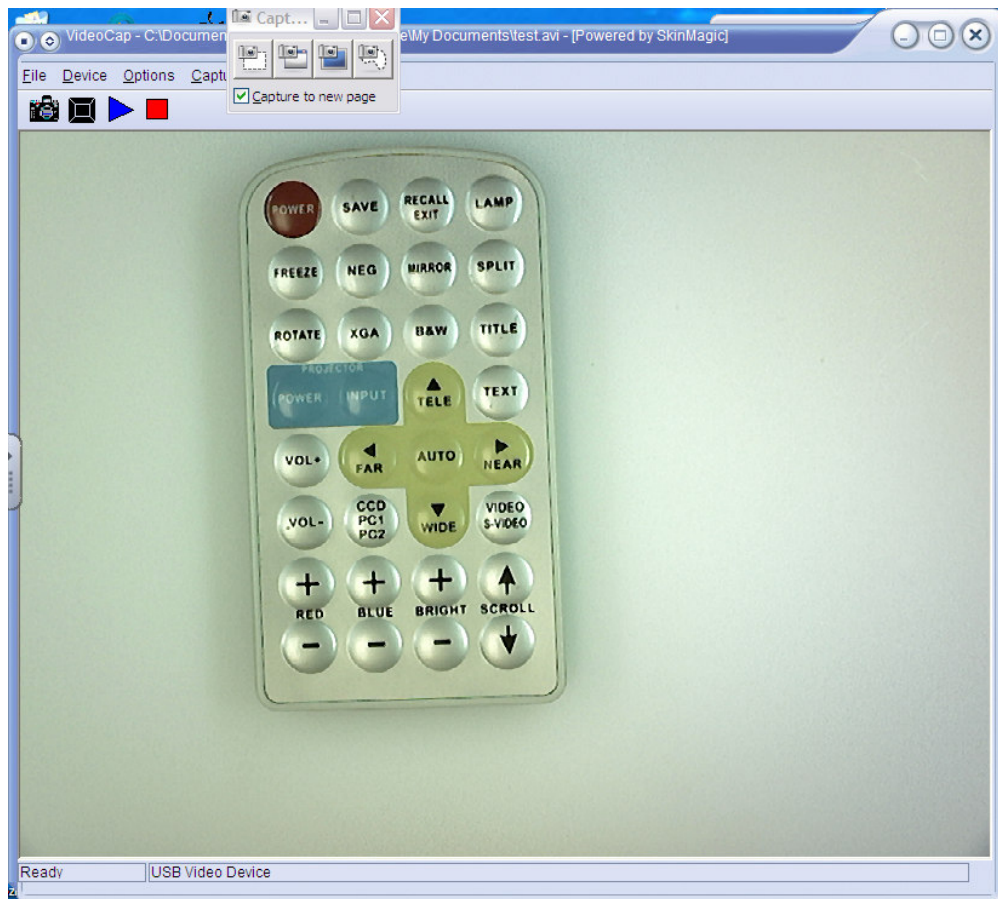 Capt...
VideoCap - C:\Documen
e\My Documents\test.avi - [Powered by SkinMagic]
File Device Options Captu
Capture to new page
POWER SAVE RECALL EXIT LAMP
FREEZE NEG MIRROR SPLIT
ROTATE XGA B&W TITLE
PROJECTOR
POWER INPUT TELE TEXT
VOL+ FAR AUTO NEAR
VOL- CCD PC1 PC2 WIDE VIDEO S-VIDEO
+ + +
RED BLUE BRIGHT SCROLL
- - -
Ready USB Video Device